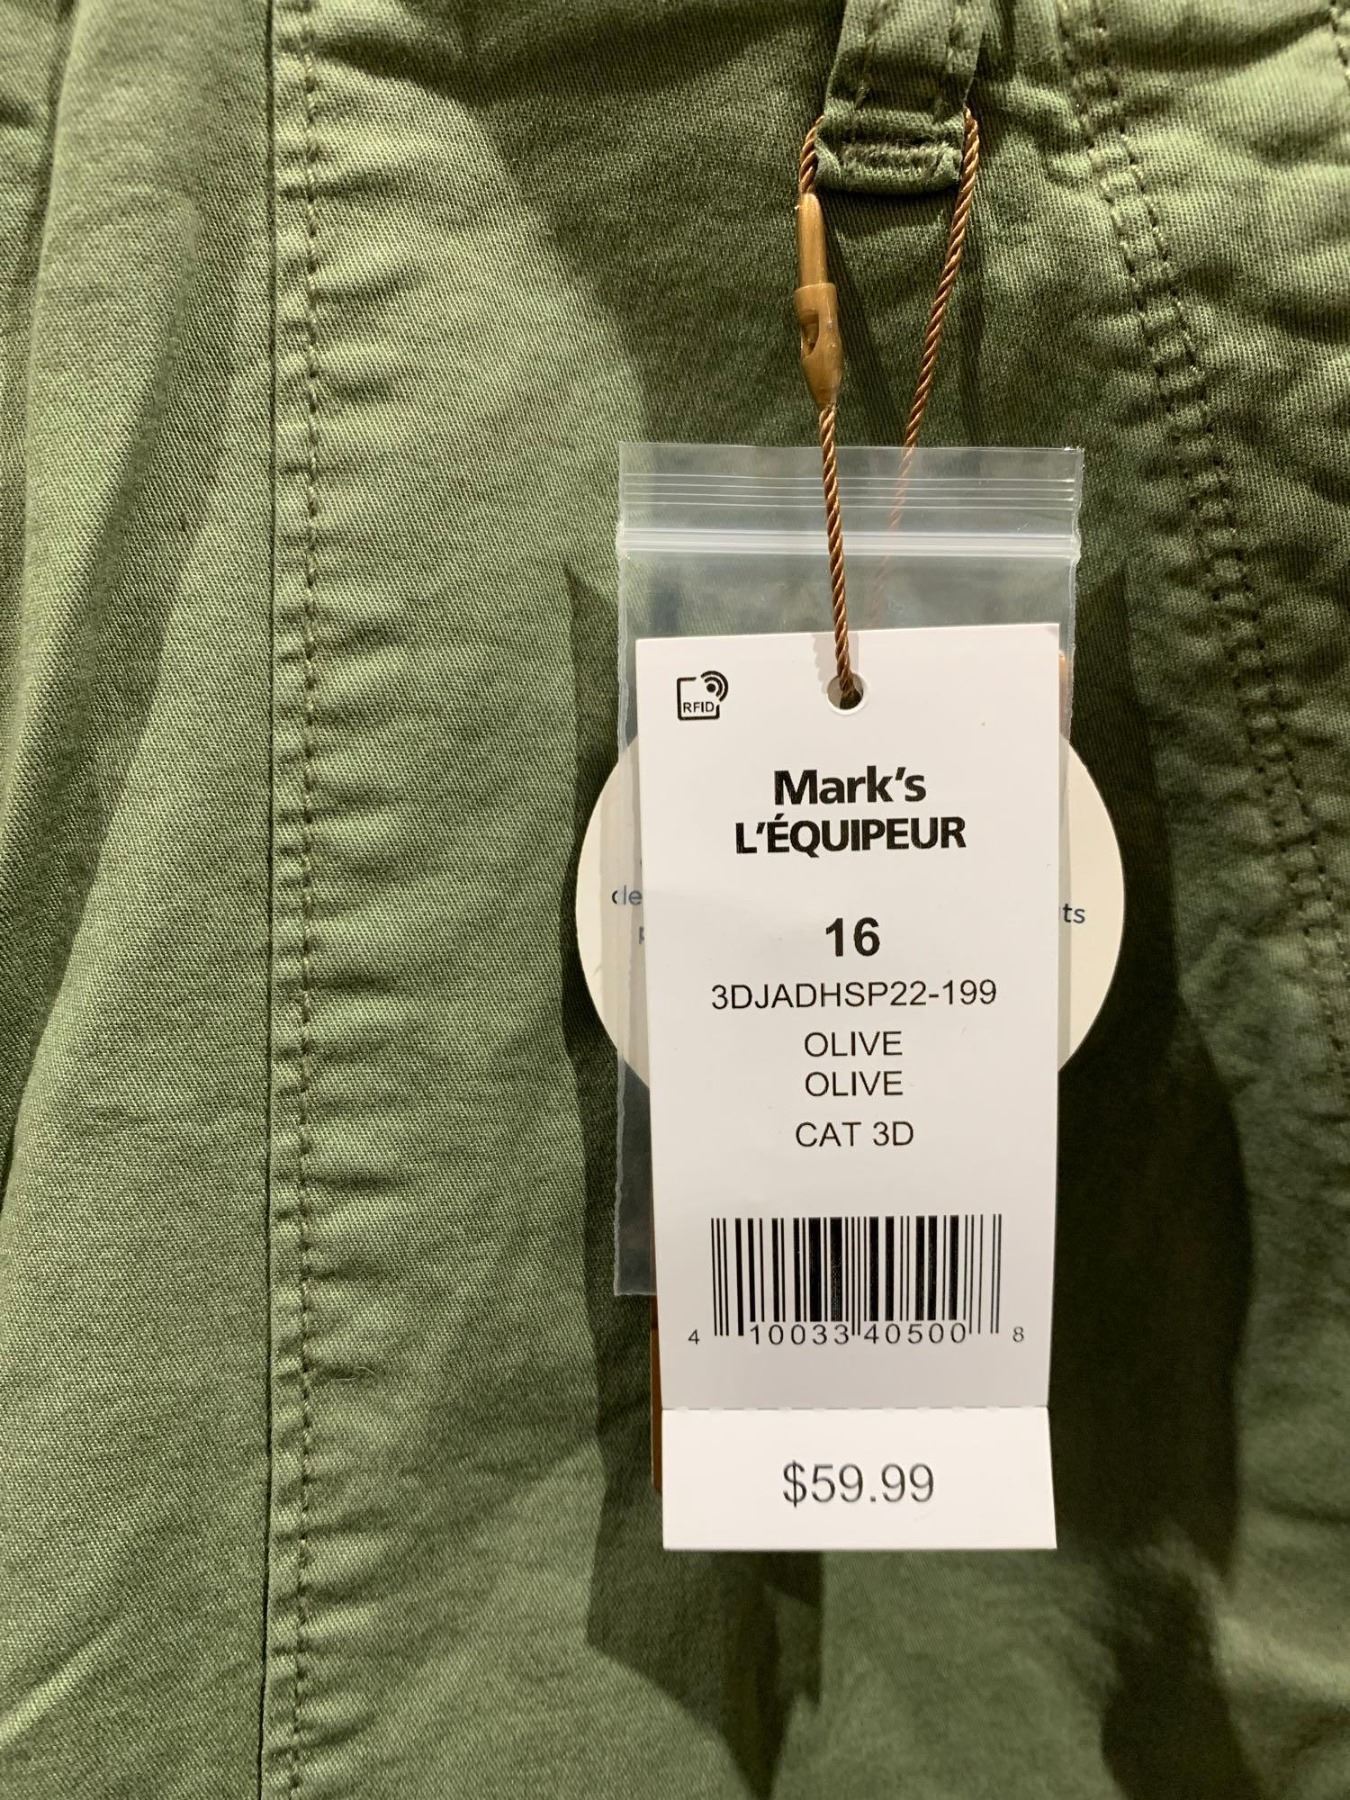 RFID
Mark's
L'ÉQUIPEUR
16
3DJADHSP22-199
OLIVE
OLIVE
CAT 3D
4 10033 40500 8
$59.99